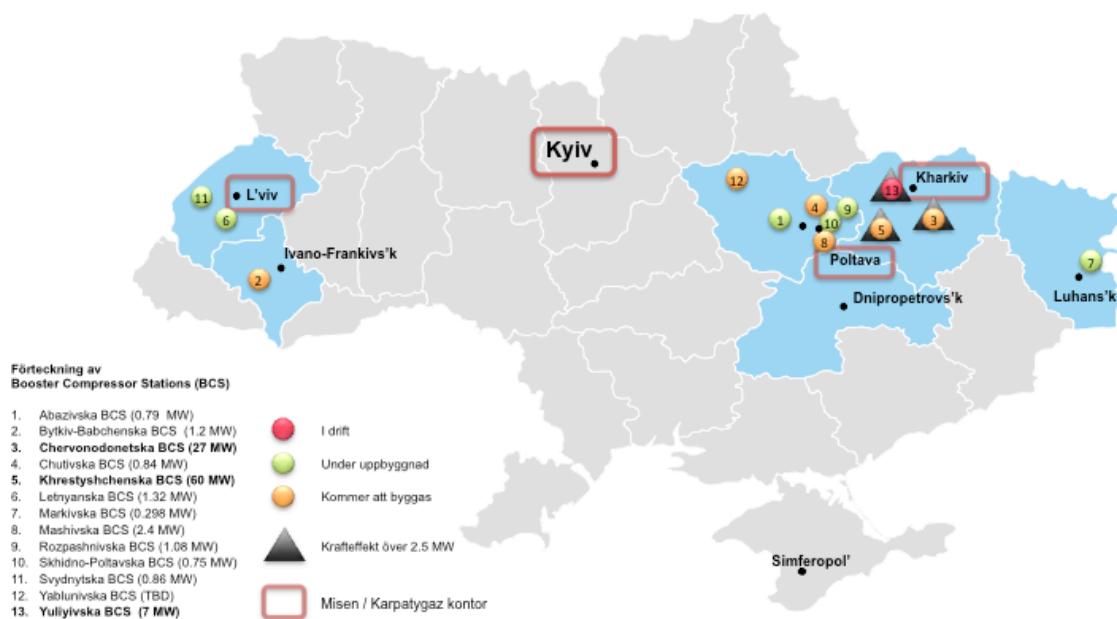 Kyiv
12
Kharkiv
13
11
L'viv
4
9
6
1
10
3
5
8
Ivano-Frankivs'k
Poltava
7
2
Luhans'k
Dnipropetrovs'k
Förteckning av
Booster Compressor Stations (BCS)
1. Abazivska BCS (0.79 MW)
2. Bytkiv-Babchenska BCS (1.2 MW)
3. Chervonodonetska BCS (27 MW)
4. Chutivska BCS (0.84 MW)
5. Khrestyshchenska BCS (60 MW)
6. Letnyanska BCS (1.32 MW)
7. Markivska BCS (0.298 MW)
8. Mashivska BCS (2.4 MW)
9. Rozpashnivska BCS (1.08 MW)
10. Skhidno-Poltavska BCS (0.75 MW)
11. Svydnytska BCS (0.86 MW)
12. Yablunivska BCS (TBD)
13. Yuliyivska BCS (7 MW)
I drift
Under uppbyggnad
Kommer att byggas
Krafteffekt över 2.5 MW
Misen / Karpatygaz kontor
Simferopol'